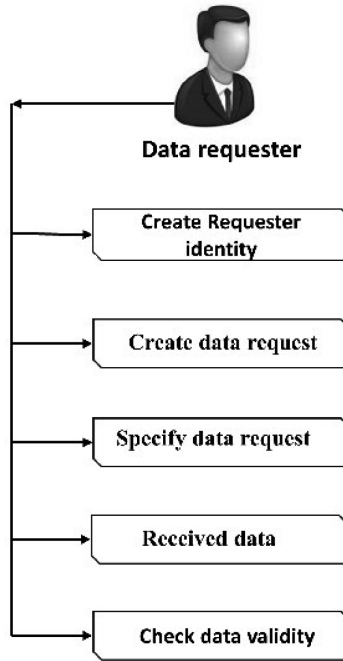 Data requester
Create Requester
identity
Create data request
Specify data request
Received data
Check data validity